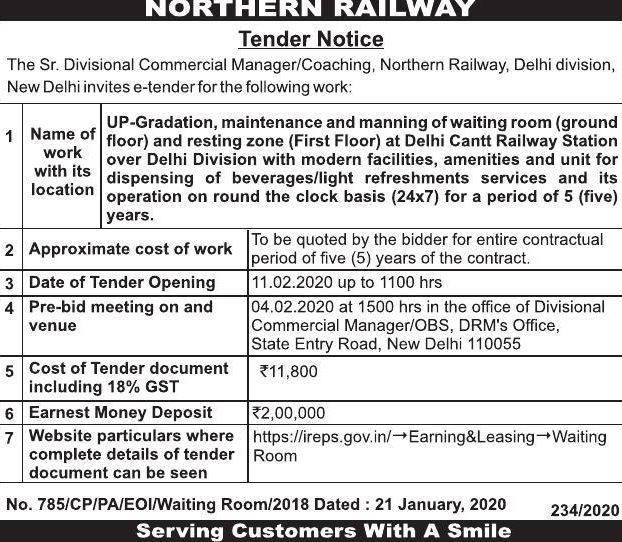 NORTHERN RAILWAY
Tender Notice
The Sr. Divisional Commercial Manager/Coaching, Northern Railway, Delhi division,
New Delhi invites e-tender for the following work:
1 Name of work with its location
UP-Gradation, maintenance and manning of waiting room (ground
floor) and resting zone (First Floor) at Delhi Cantt Railway Station
over Delhi Division with modern facilities, amenities and unit for
dispensing of beverages/light refreshments services and its
operation on round the clock basis (24x7) for a period of 5 (five)
years.
2 Approximate cost of work
To be quoted by the bidder for entire contractual
period of five (5) years of the contract.
3 Date of Tender Opening 11.02.2020 up to 1100 hrs
4 Pre-bid meeting on and
venue
04.02.2020 at 1500 hrs in the office of Divisional
Commercial Manager/OBS, DRM's Office,
State Entry Road, New Delhi 110055
5 Cost of Tender document
including 18% GST
₹11,800
6 Earnest Money Deposit ₹2,00,000
7 Website particulars where
complete details of tender
document can be seen
https://ireps.gov.in/→Earning&Leasing→Waiting
Room
No. 785/CP/PA/EOI/Waiting Room/2018 Dated : 21 January, 2020
234/2020
Serving Customers With A Smile